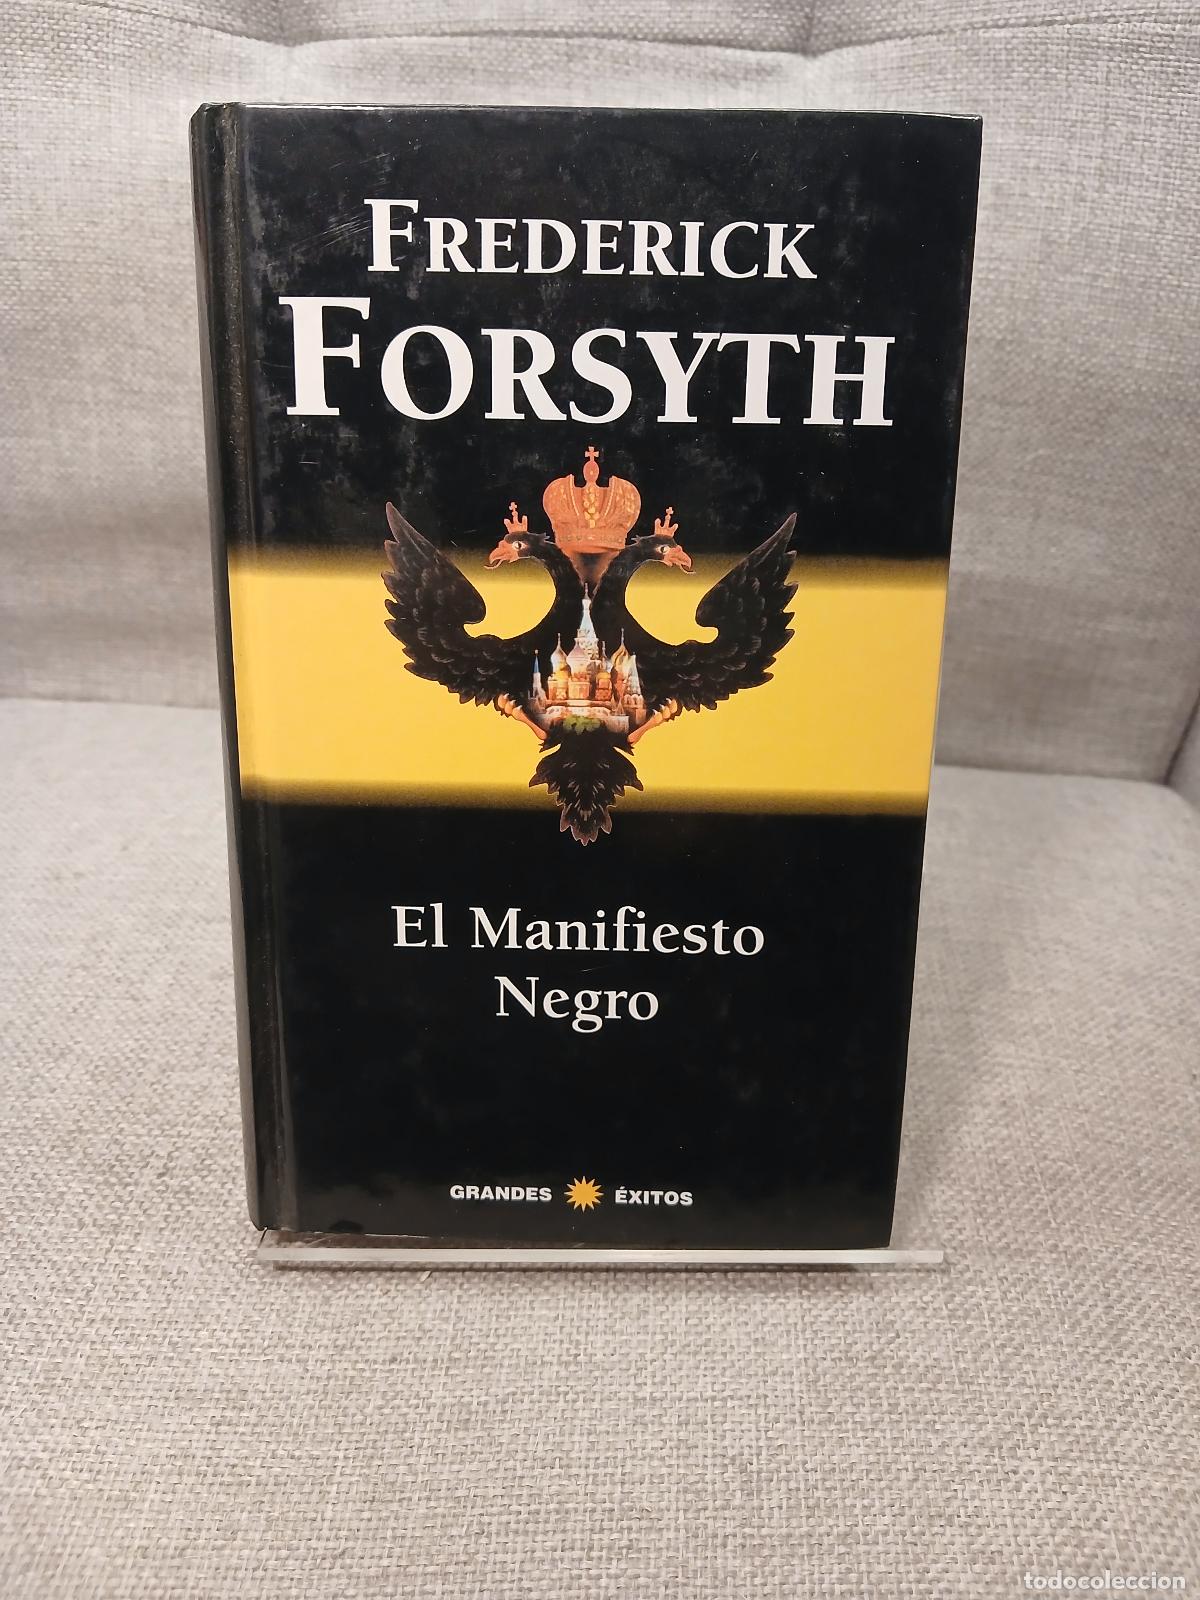 FREDERICK
FORSYTH
El Manifiesto
Negro
GRANDES ÉXITOS
todocoleccion